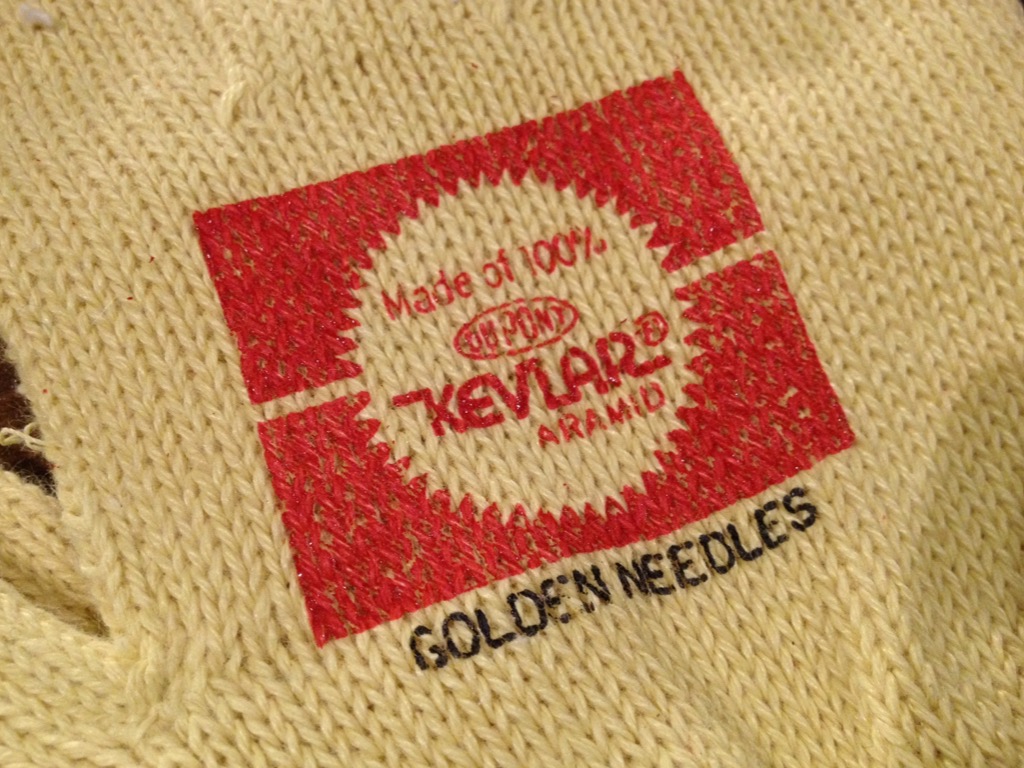 Made of 100%
DU PONT
KEVLAR®
ARAMID
GOLDEN NEEDLES